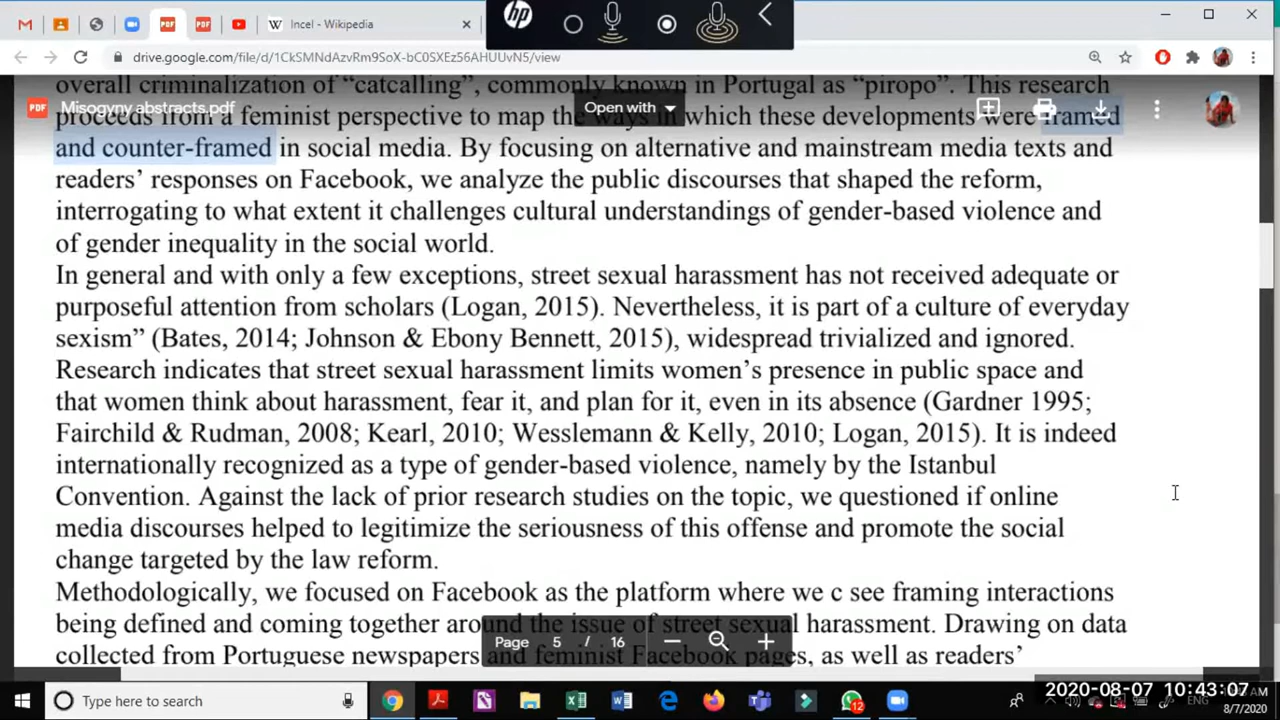 Incel - Wikipedia
drive.google.com/file/d/1CkSMNdAzvRm9SoX-bC0SXEz56AHUUvN5/view
overall criminalization of “catcalling”, commonly known in Portugal as “piropo”. This research
Misogyny abstracts.pdf
Open with
proceeds from a feminist perspective to map the ways in which these developments were framed
and counter-framed in social media. By focusing on alternative and mainstream media texts and
readers’ responses on Facebook, we analyze the public discourses that shaped the reform,
interrogating to what extent it challenges cultural understandings of gender-based violence and
of gender inequality in the social world.
In general and with only a few exceptions, street sexual harassment has not received adequate or
purposeful attention from scholars (Logan, 2015). Nevertheless, it is part of a culture of everyday
sexism” (Bates, 2014; Johnson & Ebony Bennett, 2015), widespread trivialized and ignored.
Research indicates that street sexual harassment limits women’s presence in public space and
that women think about harassment, fear it, and plan for it, even in its absence (Gardner 1995;
Fairchild & Rudman, 2008; Kearl, 2010; Wesslemann & Kelly, 2010; Logan, 2015). It is indeed
internationally recognized as a type of gender-based violence, namely by the Istanbul
Convention. Against the lack of prior research studies on the topic, we questioned if online
media discourses helped to legitimize the seriousness of this offense and promote the social
change targeted by the law reform.
Methodologically, we focused on Facebook as the platform where we c see framing interactions
being defined and coming together around the issue of street sexual harassment. Drawing on data
collected from Portuguese newspapers and feminist Facebook pages, as well as readers’
Page 5 / 16
Type here to search
12
ENG
2020-08-07 10:43:07
8/7/2020